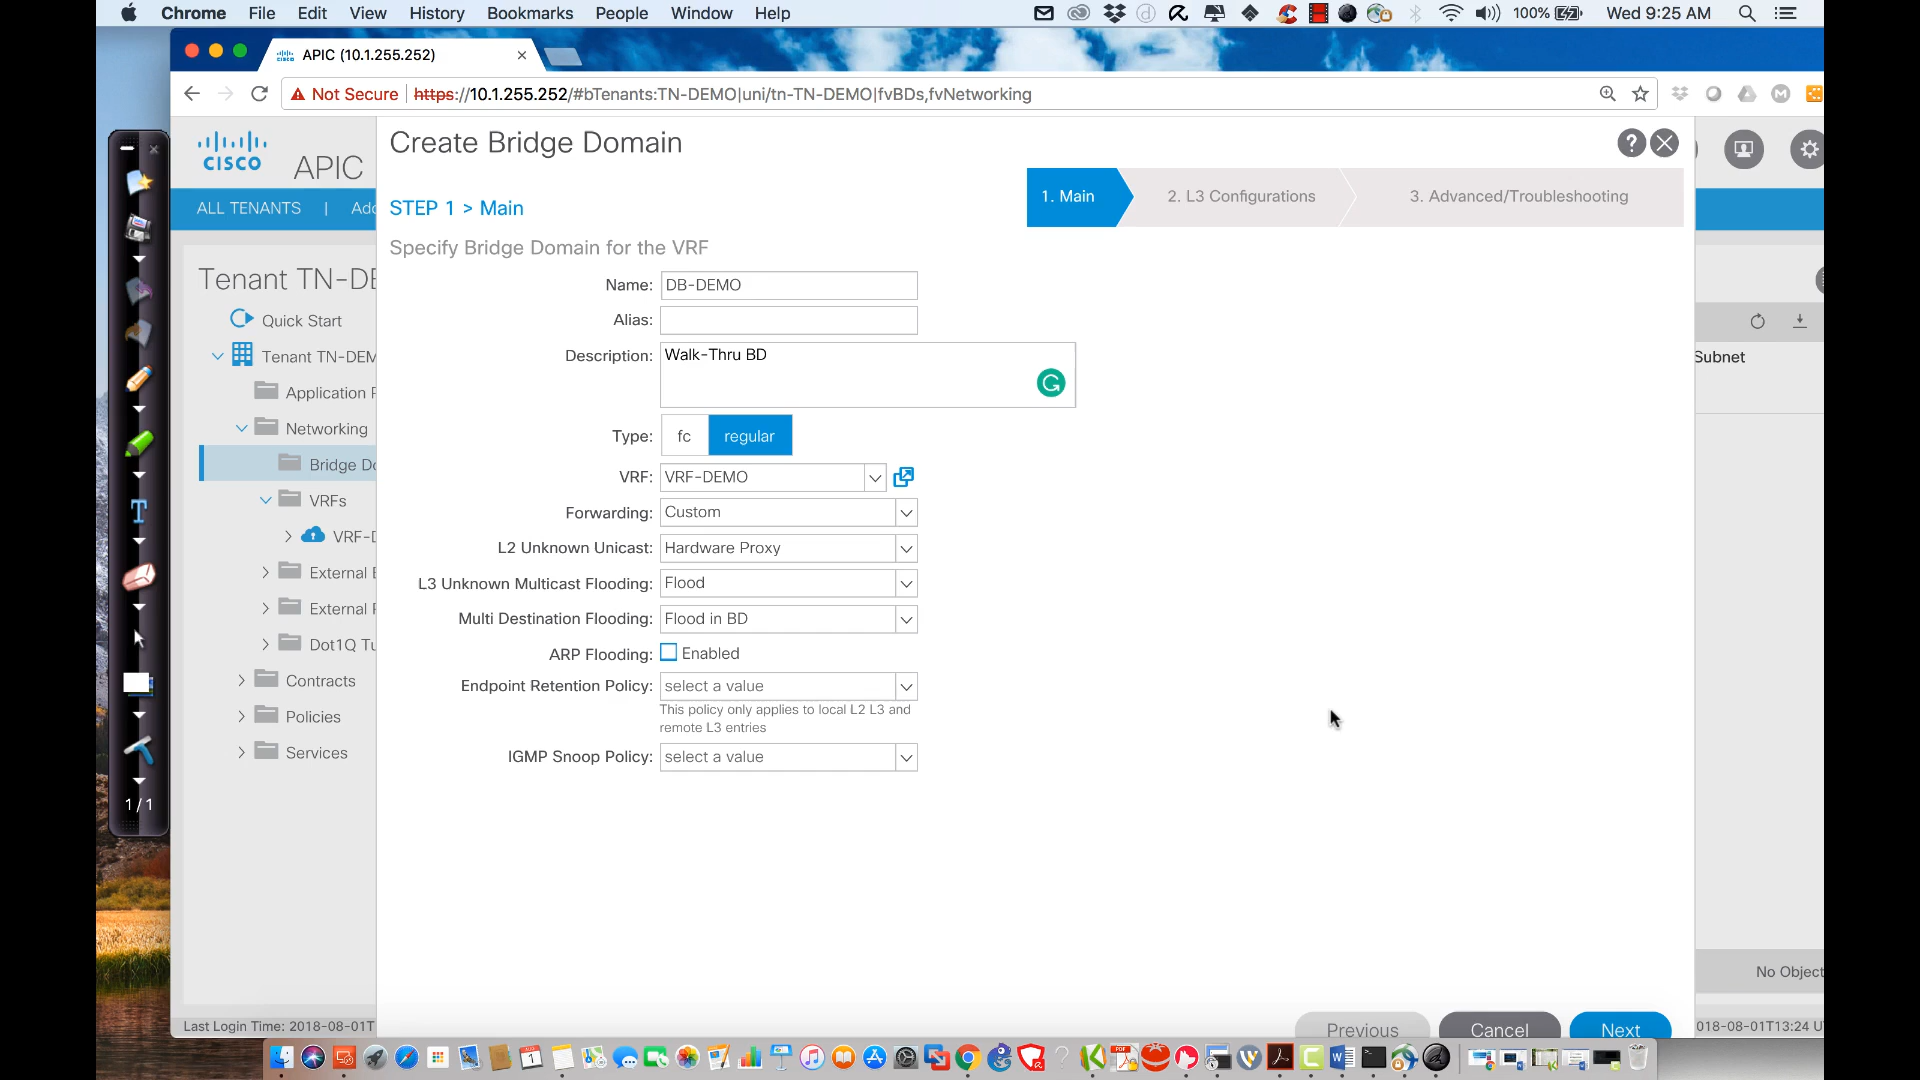 Chrome File Edit View History Bookmarks People Window Help 100% Wed 9:25 AM
APIC (10.1.255.252)
Not Secure https://10.1.255.252/#bTenants:TN-DEMO|uni/tn-TN-DEMO|fvBDs,fvNetworking
CISCO APIC
Create Bridge Domain
ALL TENANTS |
STEP 1 > Main
1. Main 2. L3 Configurations 3. Advanced/Troubleshooting
Specify Bridge Domain for the VRF
Tenant TN-DE
Quick Start
Tenant TN-DEM
Application
Networking
Bridge Do
VRFs
VRF-D
External
External
Dot1Q Tu
Contracts
Policies
Services
Name: DB-DEMO
Alias:
Description: Walk-Thru BD
Type: fc regular
VRF: VRF-DEMO
Forwarding: Custom
L2 Unknown Unicast: Hardware Proxy
L3 Unknown Multicast Flooding: Flood
Multi Destination Flooding: Flood in BD
ARP Flooding: Enabled
Endpoint Retention Policy: select a value
This policy only applies to local L2 L3 and
remote L3 entries
IGMP Snoop Policy: select a value
Subnet
No Object
1 / 1
Previous Cancel Next
Last Login Time: 2018-08-01T
018-08-01T13:24 U